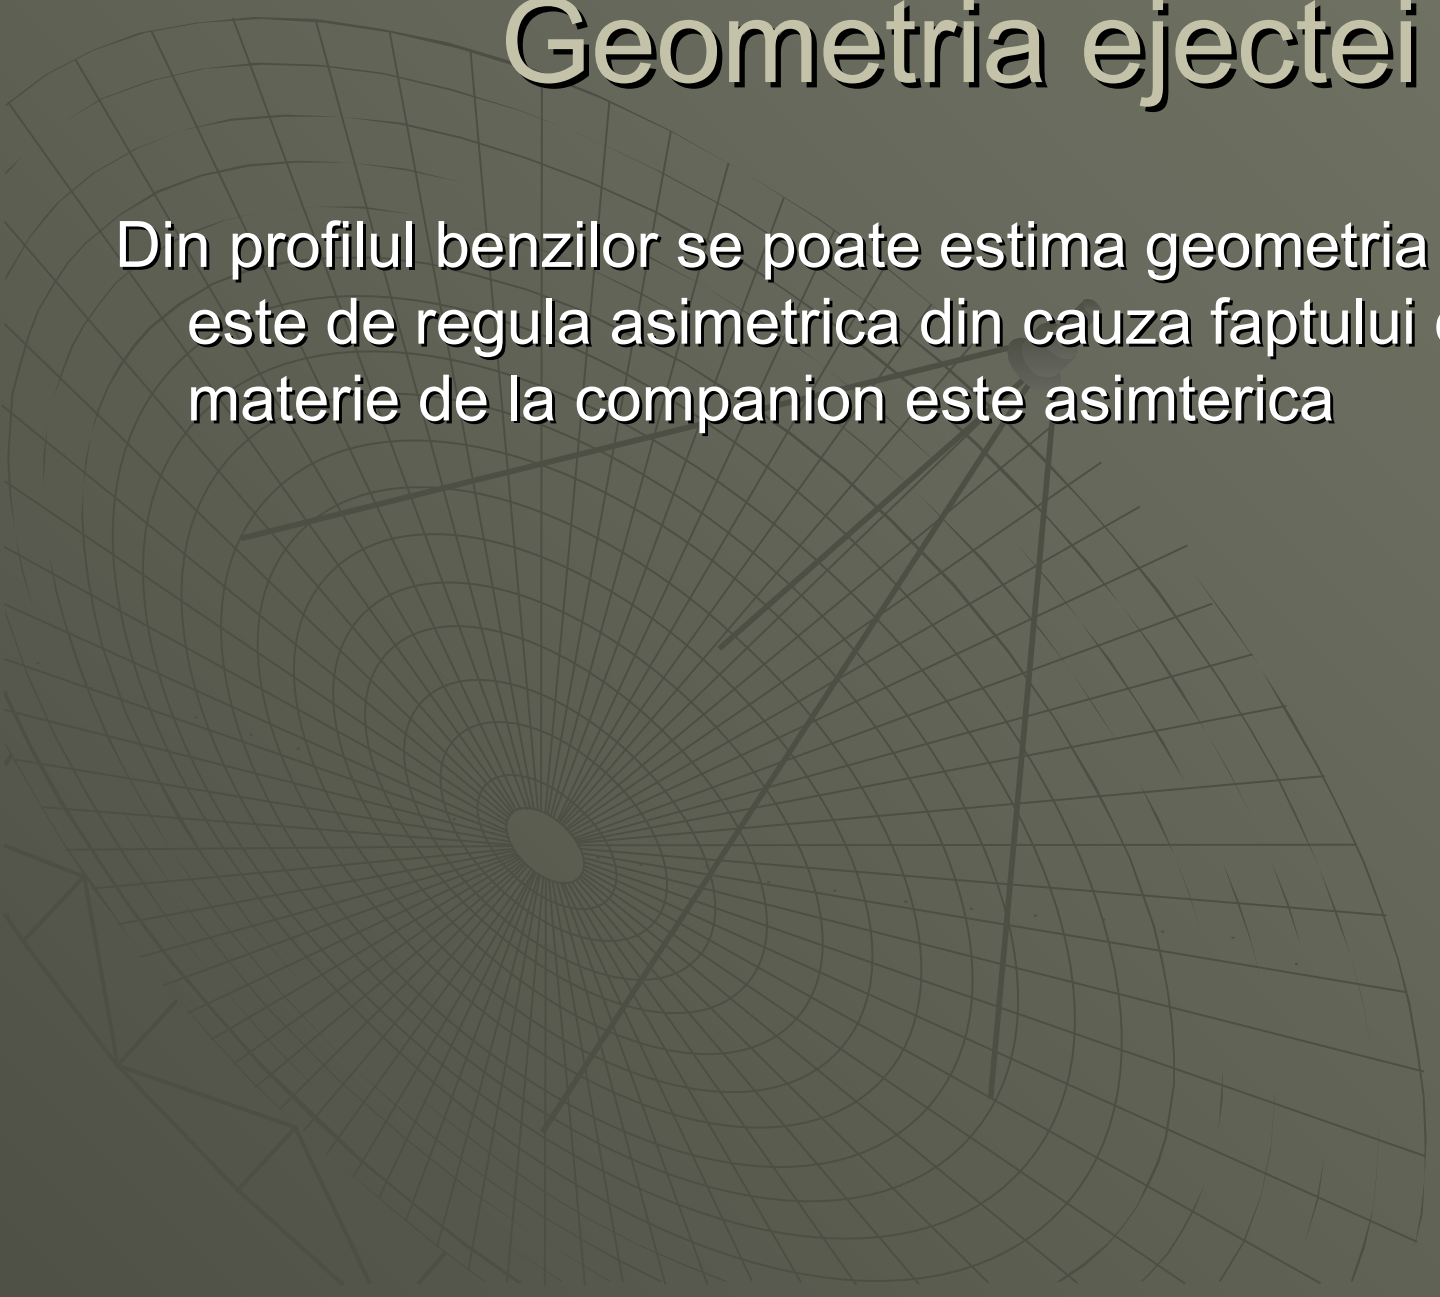 Geometria ejectei
Din profilul benzilor se poate estima geometria
este de regula asimetrica din cauza faptului
materie de la companion este asimterica